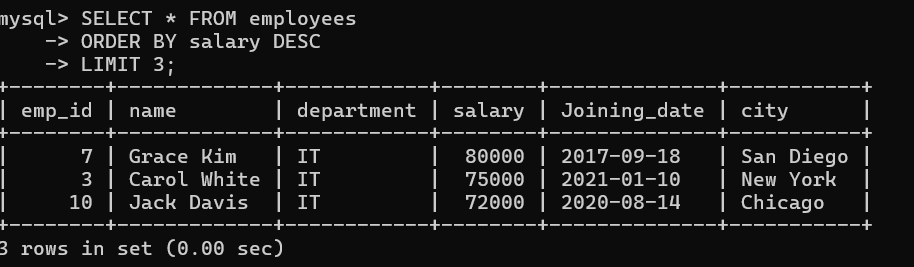 mysql> SELECT * FROM employees
    -> ORDER BY salary DESC
    -> LIMIT 3;
+--------+-------------+------------+--------+--------------+-----------+
| emp_id | name        | department | salary | Joining_date | city      |
+--------+-------------+------------+--------+--------------+-----------+
|      7 | Grace Kim   | IT         |  80000 | 2017-09-18   | San Diego |
|      3 | Carol White | IT         |  75000 | 2021-01-10   | New York  |
|     10 | Jack Davis  | IT         |  72000 | 2020-08-14   | Chicago   |
+--------+-------------+------------+--------+--------------+-----------+
3 rows in set (0.00 sec)